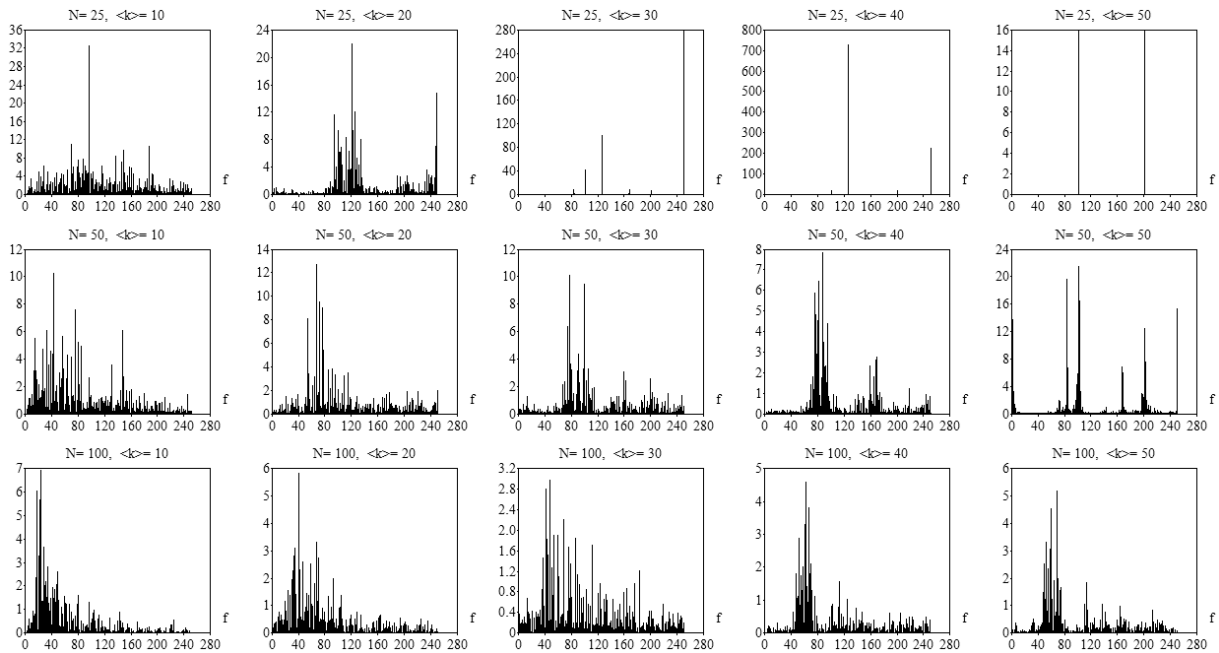 N= 25, <k>= 10 N= 25, <k>= 20 N= 25, <k>= 30 N= 25, <k>= 40 N= 25, <k>= 50
36 24 280 800 16
32 20 240 700 14
28 16 200 600 12
24 12 160 500 10
20 8 120 400 8
16 4 80 300 6
12 0 40 200 4
8 0 100 2
4 0 0
0
f f f f f
0 40 80 120 160 200 240 280 0 40 80 120 160 200 240 280 0 40 80 120 160 200 240 280 0 40 80 120 160 200 240 280 0 40 80 120 160 200 240 280
N= 50, <k>= 10 N= 50, <k>= 20 N= 50, <k>= 30 N= 50, <k>= 40 N= 50, <k>= 50
12 14 12 8 24
10 12 10 7 20
8 10 8 6 16
6 8 6 5 12
4 6 4 4 8
2 4 2 3 4
0 2 0 2 0
0 1
0
f f f f f
0 40 80 120 160 200 240 280 0 40 80 120 160 200 240 280 0 40 80 120 160 200 240 280 0 40 80 120 160 200 240 280 0 40 80 120 160 200 240 280
N= 100, <k>= 10 N= 100, <k>= 20 N= 100, <k>= 30 N= 100, <k>= 40 N= 100, <k>= 50
7 6 3.2 5 6
6 5 2.8 4 5
5 4 2.4 3 4
4 3 2.0 2 3
3 2 1.6 1 2
2 1 1.2 0 1
1 0 0.8 0
0 0.4
0.0
f f f f f
0 40 80 120 160 200 240 280 0 40 80 120 160 200 240 280 0 40 80 120 160 200 240 280 0 40 80 120 160 200 240 280 0 40 80 120 160 200 240 280